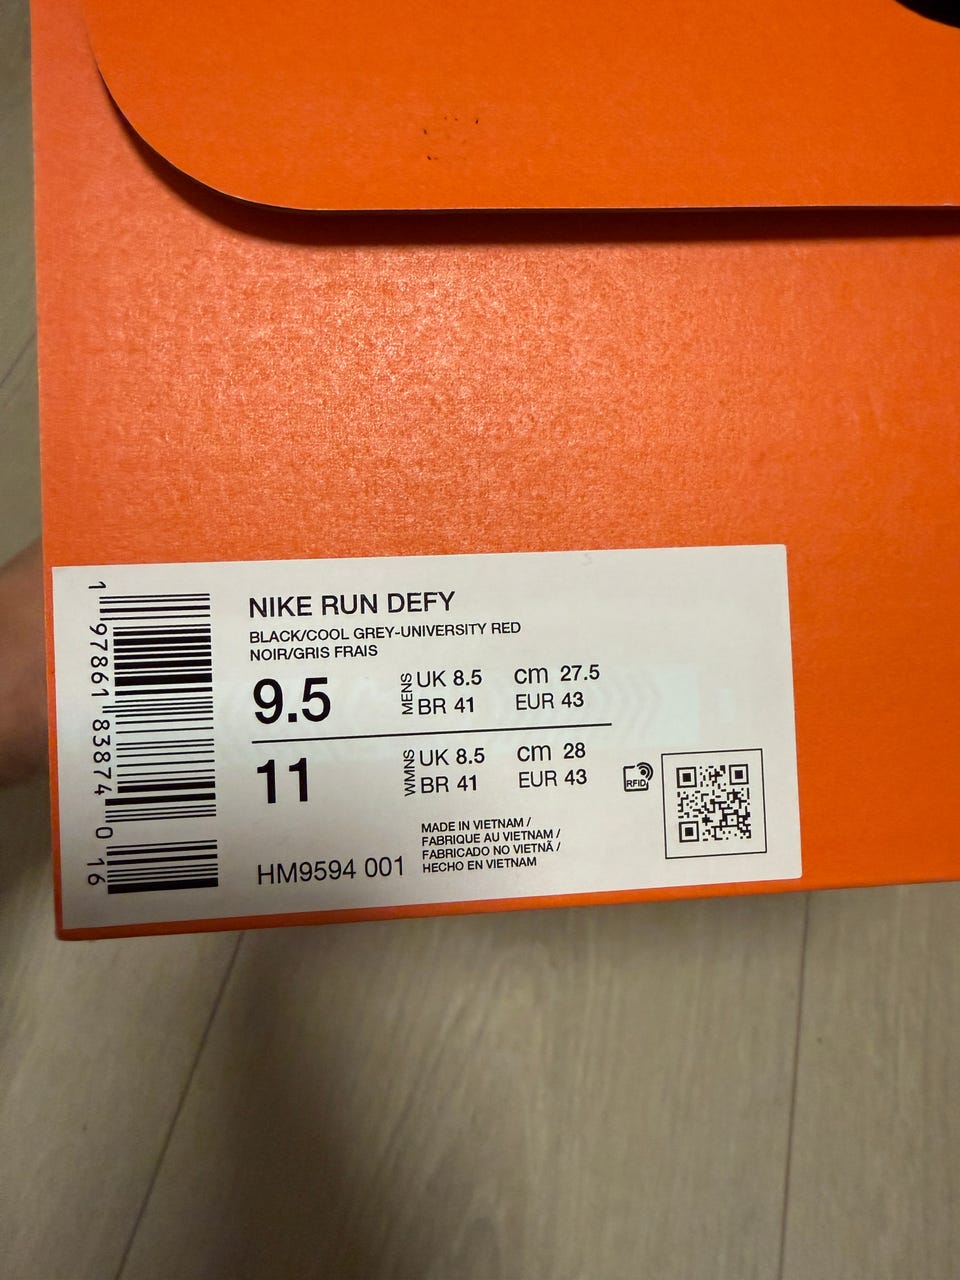 NIKE RUN DEFY
BLACK/COOL GREY-UNIVERSITY RED
NOIR/GRIS FRAIS
9.5 MENS UK 8.5 cm 27.5
BR 41 EUR 43
11 WMNS UK 8.5 cm 28
BR 41 EUR 43
RFID
MADE IN VIETNAM /
FABRIQUE AU VIETNAM /
FABRICADO NO VIETNÃ /
HECHO EN VIETNAM
HM9594 001
1 97861 83874 0 16